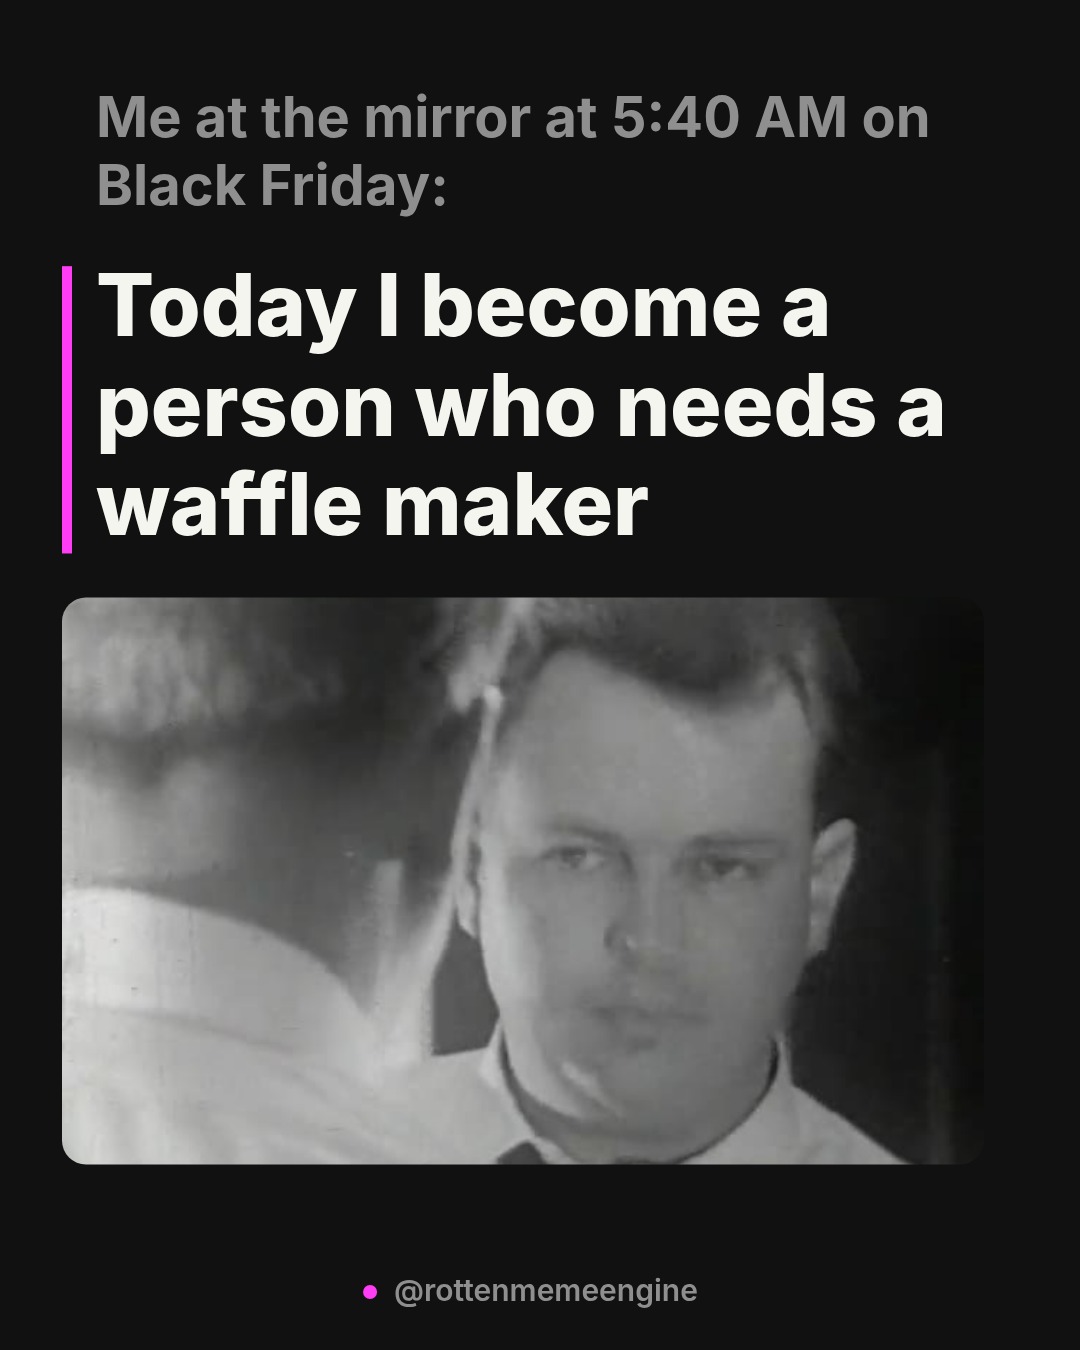 Me at the mirror at 5:40 AM on
Black Friday:
Today I become a
person who needs a
waffle maker
@rottenmemeengine